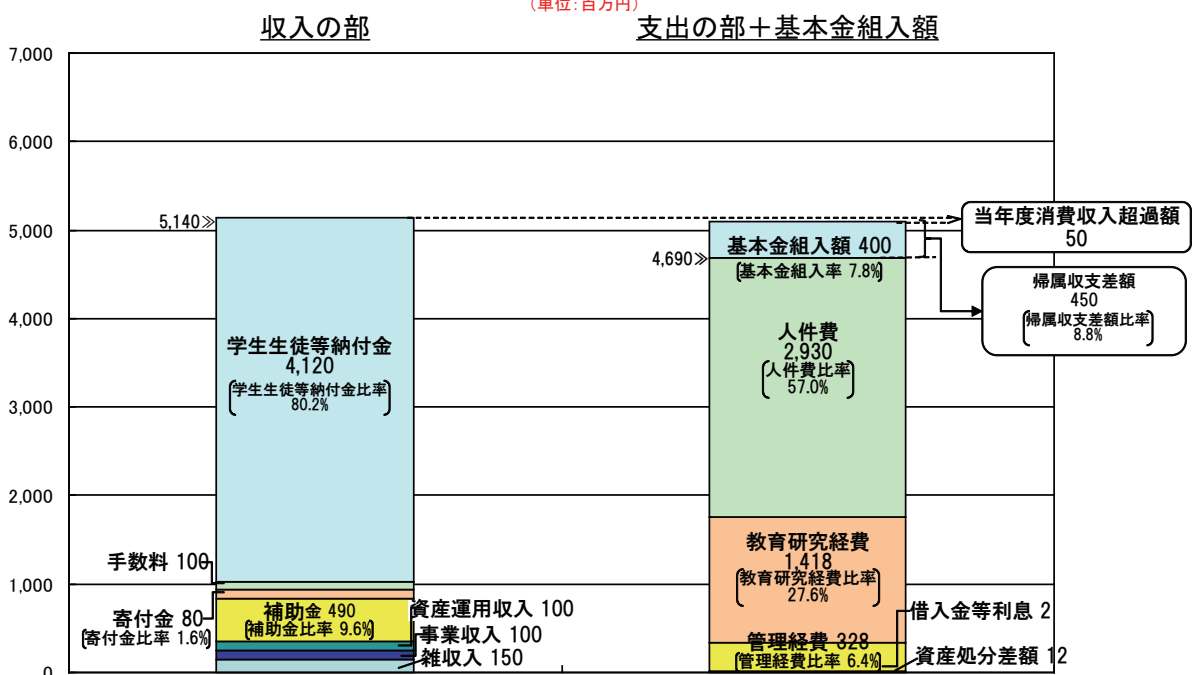 (単位:百万円)
収入の部
支出の部＋基本金組入額
7,000
6,000
5,000
4,000
3,000
2,000
1,000
0
5,140≫
学生生徒等納付金
4,120
学生生徒等納付金比率
80.2%
手数料 100
寄付金 80
寄付金比率 1.6%
補助金 490
補助金比率 9.6%
資産運用収入 100
事業収入 100
雑収入 150
4,690≫
基本金組入額 400
基本金組入率 7.8%
人件費
2,930
人件費比率
57.0%
教育研究経費
1,418
教育研究経費比率
27.6%
管理経費 328
管理経費比率 6.4%
借入金等利息 2
資産処分差額 12
当年度消費収入超過額
50
帰属収支差額
450
帰属収支差額比率
8.8%